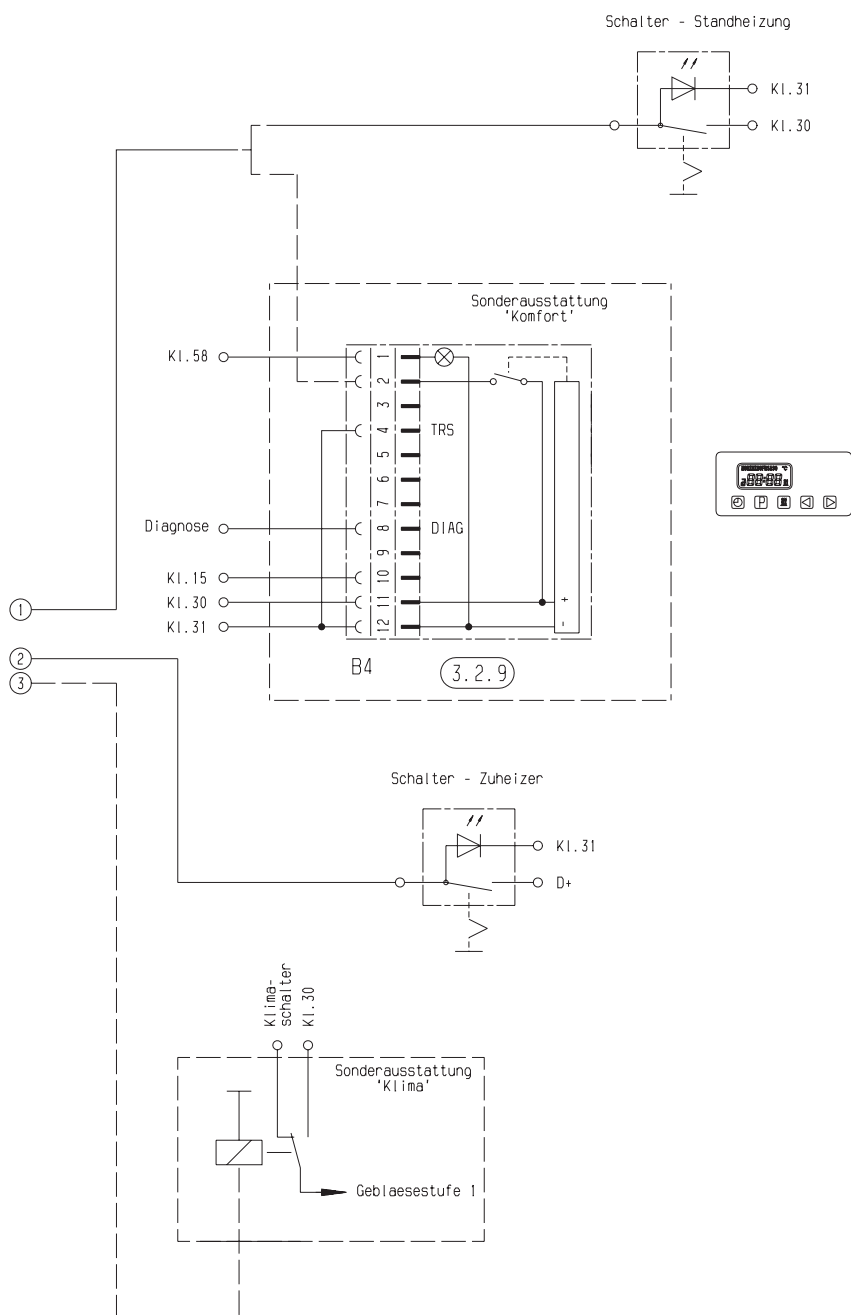 Schalter - Standheizung
Kl.31
Kl.30
Sonderausstattung
'Komfort'
Kl.58
1
2
3
4
TRS
5
6
7
Diagnose
8
DIAG
9
Kl.15
10
1
Kl.30
11
+
Kl.31
12
-
2
B4
3.2.9
3
Schalter - Zuheizer
Kl.31
D+
Klima-
schalter
Kl.30
Sonderausstattung
'Klima'
Geblaesestufe 1